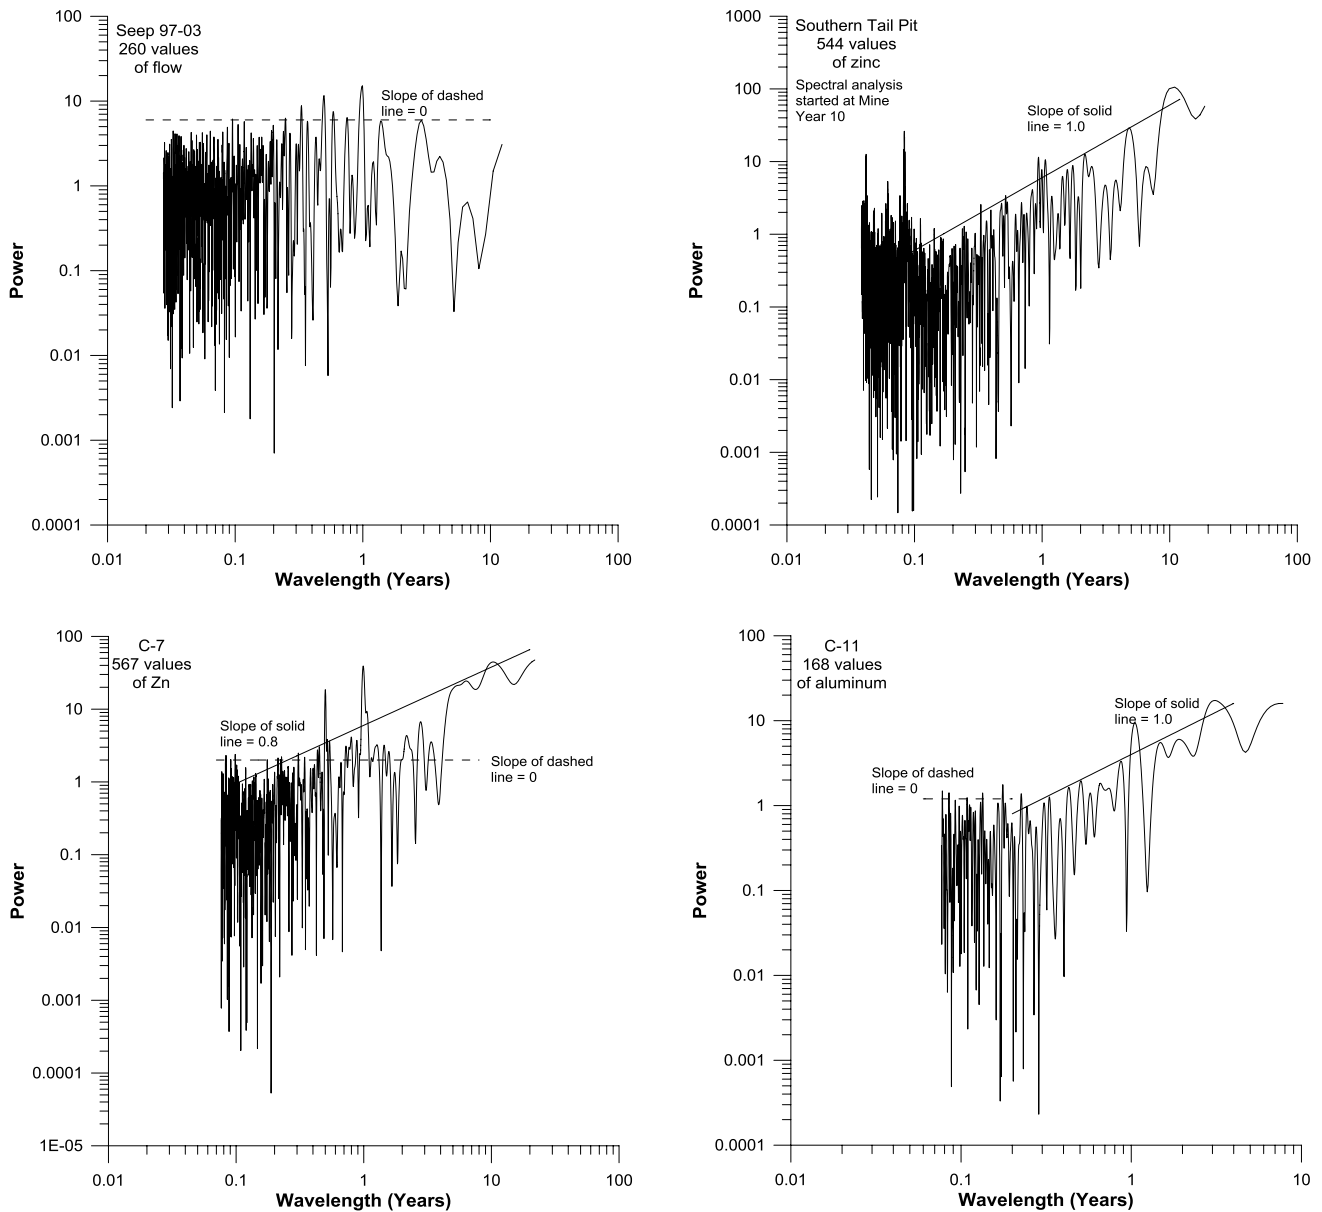 Seep 97-03
260 values
of flow
Slope of dashed
line = 0
100
10
1
0.1
0.01
0.001
0.0001
Power
0.01 0.1 1 10 100
Wavelength (Years)
Southern Tail Pit
544 values
of zinc
Spectral analysis
started at Mine
Year 10
Slope of solid
line = 1.0
1000
100
10
1
0.1
0.01
0.001
0.0001
Power
0.01 0.1 1 10 100
Wavelength (Years)
C-7
567 values
of Zn
Slope of solid
line = 0.8
Slope of dashed
line = 0
100
10
1
0.1
0.01
0.001
0.0001
1E-05
Power
0.01 0.1 1 10 100
Wavelength (Years)
C-11
168 values
of aluminum
Slope of solid
line = 1.0
Slope of dashed
line = 0
100
10
1
0.1
0.01
0.001
0.0001
Power
0.01 0.1 1 10
Wavelength (Years)